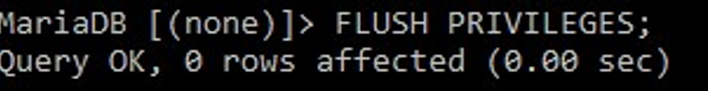 MariaDB [(none)]> FLUSH PRIVILEGES;
Query OK, 0 rows affected (0.00 sec)